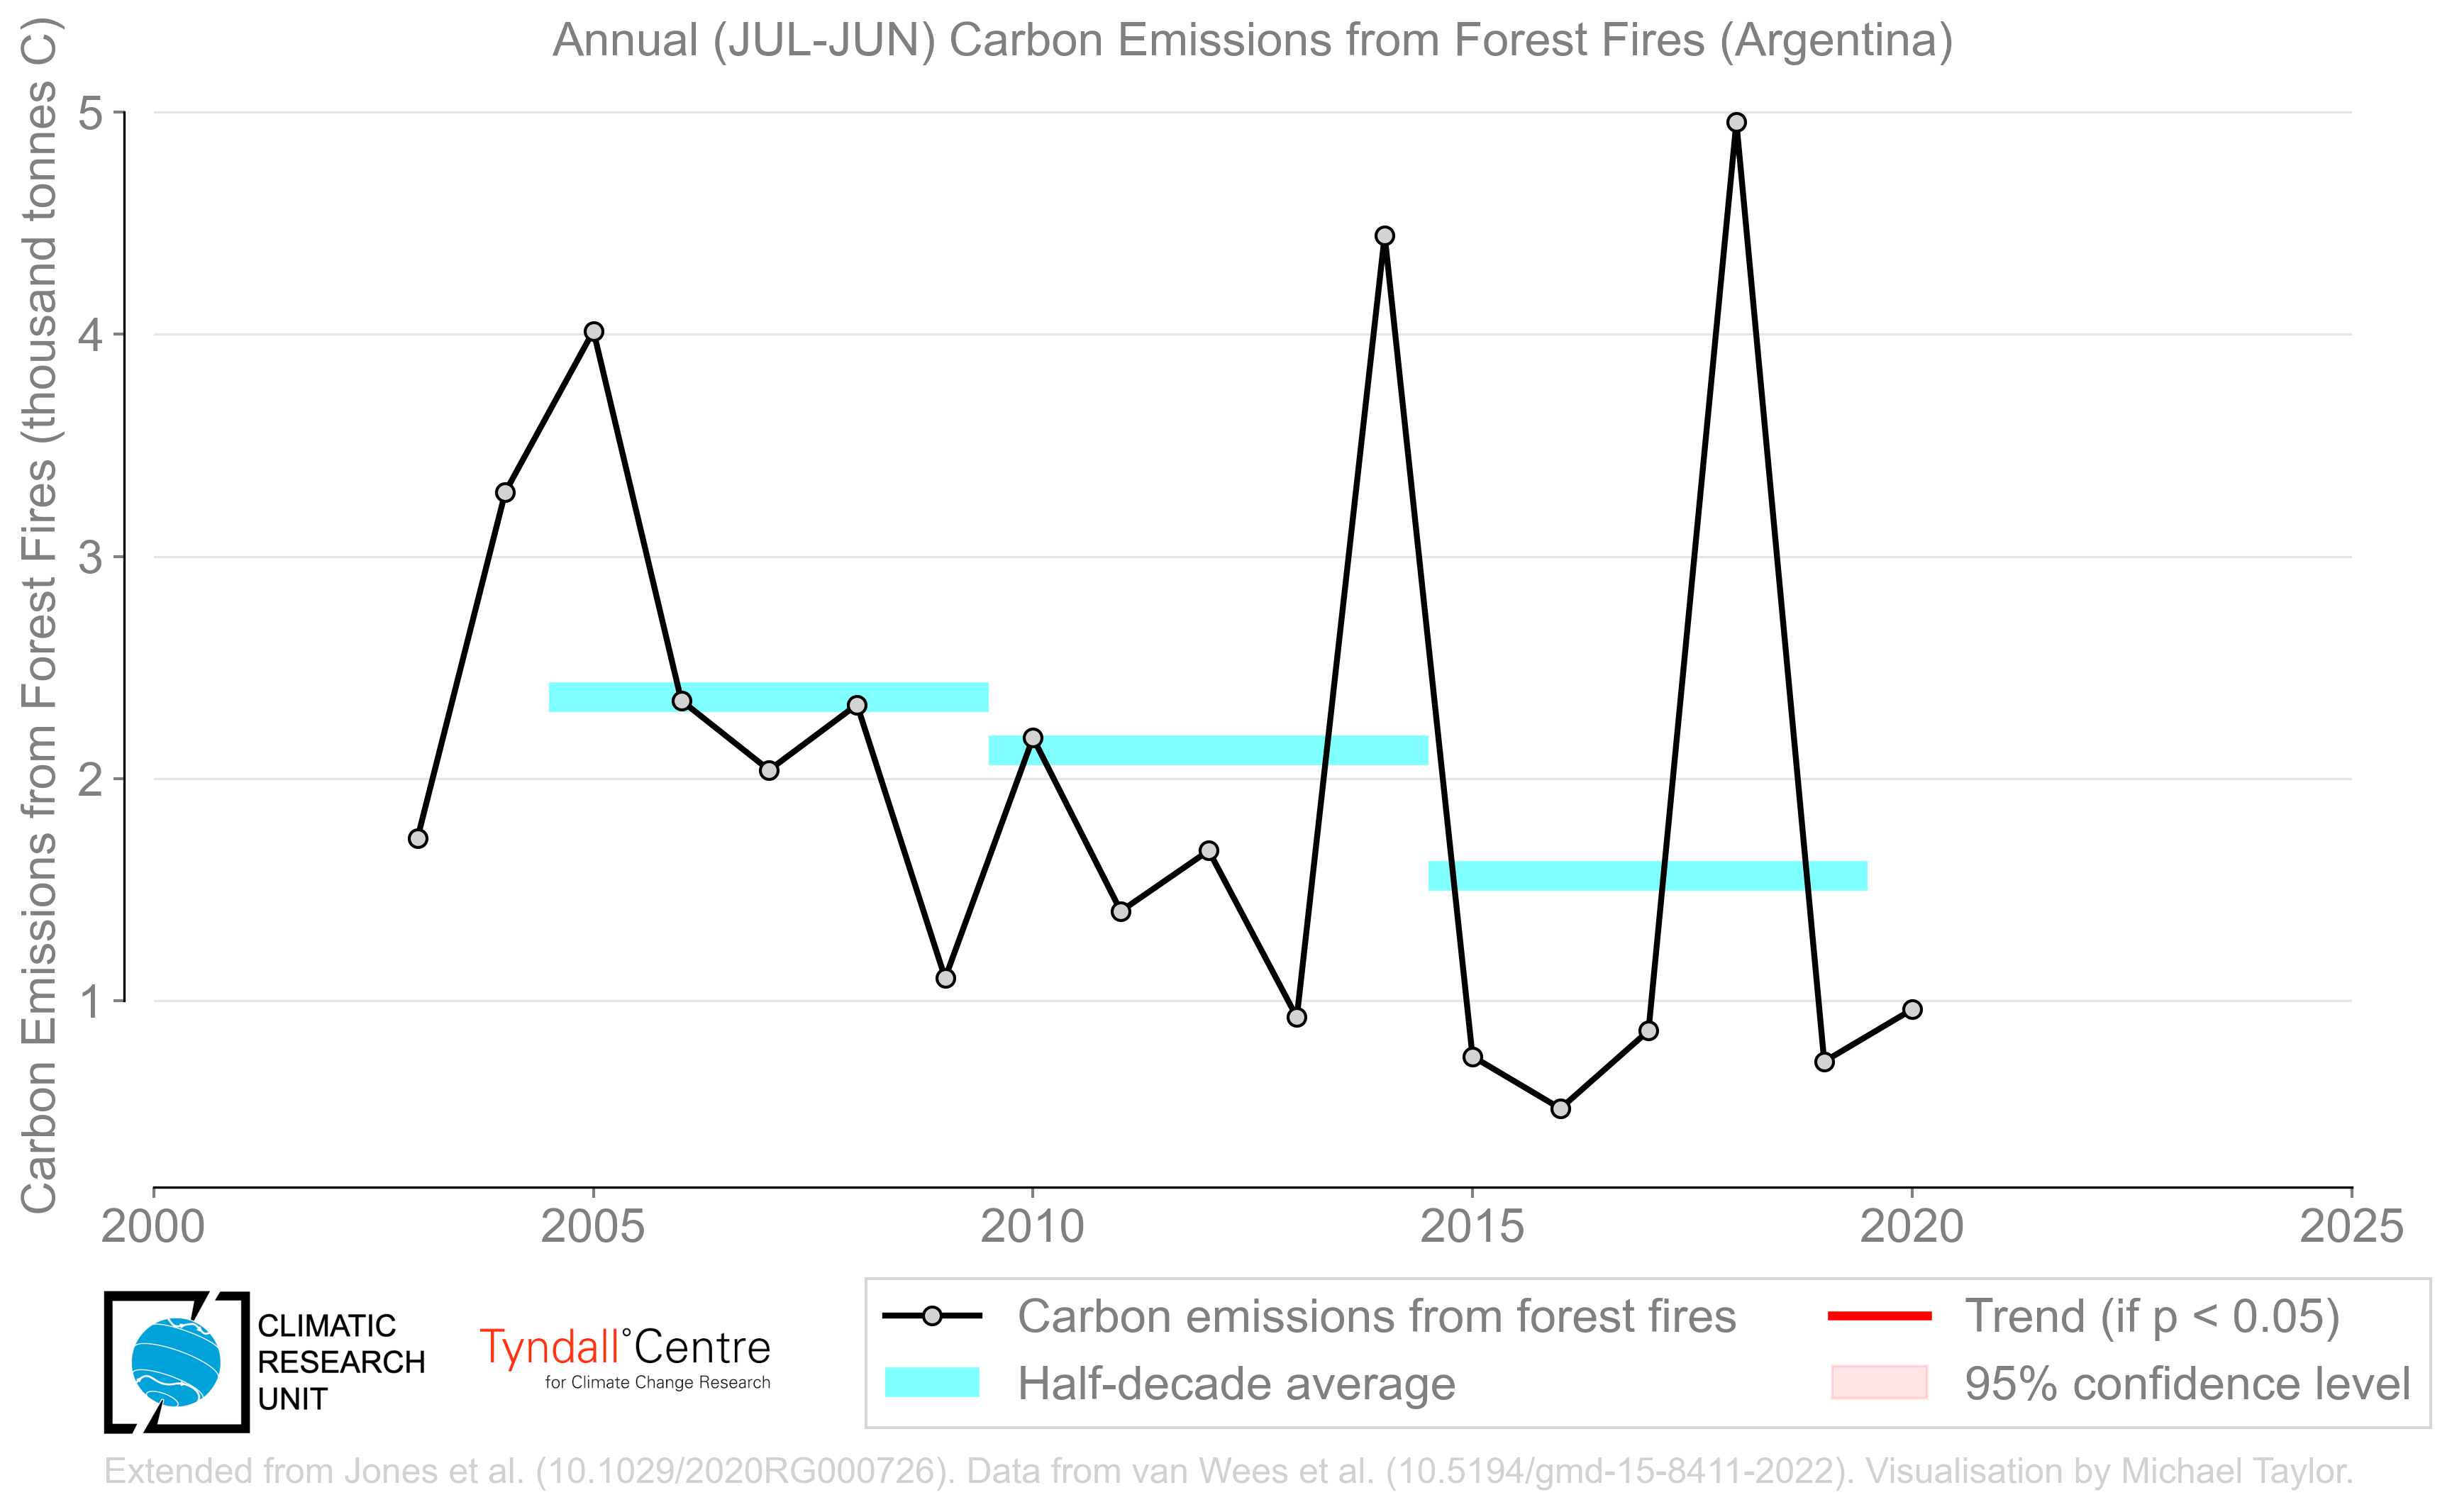 Annual (JUL-JUN) Carbon Emissions from Forest Fires (Argentina)
Carbon Emissions from Forest Fires (thousand tonnes C)
5
4
3
2
1
2000
2005
2010
2015
2020
2025
CLIMATIC
RESEARCH
UNIT
Tyndall°Centre
for Climate Change Research
Carbon emissions from forest fires
Half-decade average
Trend (if p < 0.05)
95% confidence level
Extended from Jones et al. (10.1029/2020RG000726). Data from van Wees et al. (10.5194/gmd-15-8411-2022). Visualisation by Michael Taylor.